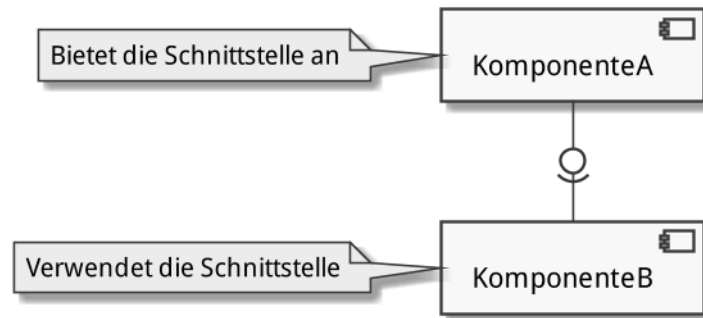 Bietet die Schnittstelle an
KomponenteA
Verwendet die Schnittstelle
KomponenteB